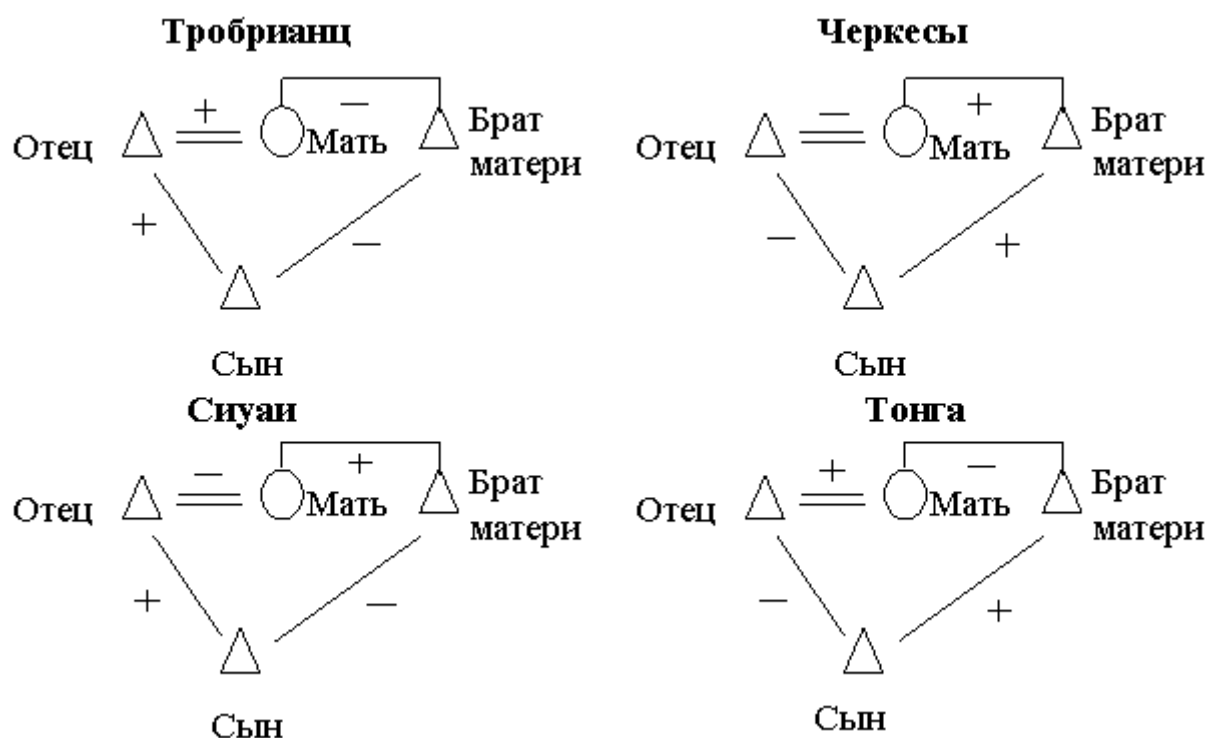 Тробрианц
Отец
+
Мать
—
Брат
матери
+
—
Сын
Черкесы
Отец
—
Мать
+
Брат
матери
—
+
Сын
Сиуаи
Отец
—
Мать
+
Брат
матери
+
—
Сын
Тонга
Отец
+
Мать
—
Брат
матери
—
+
Сын